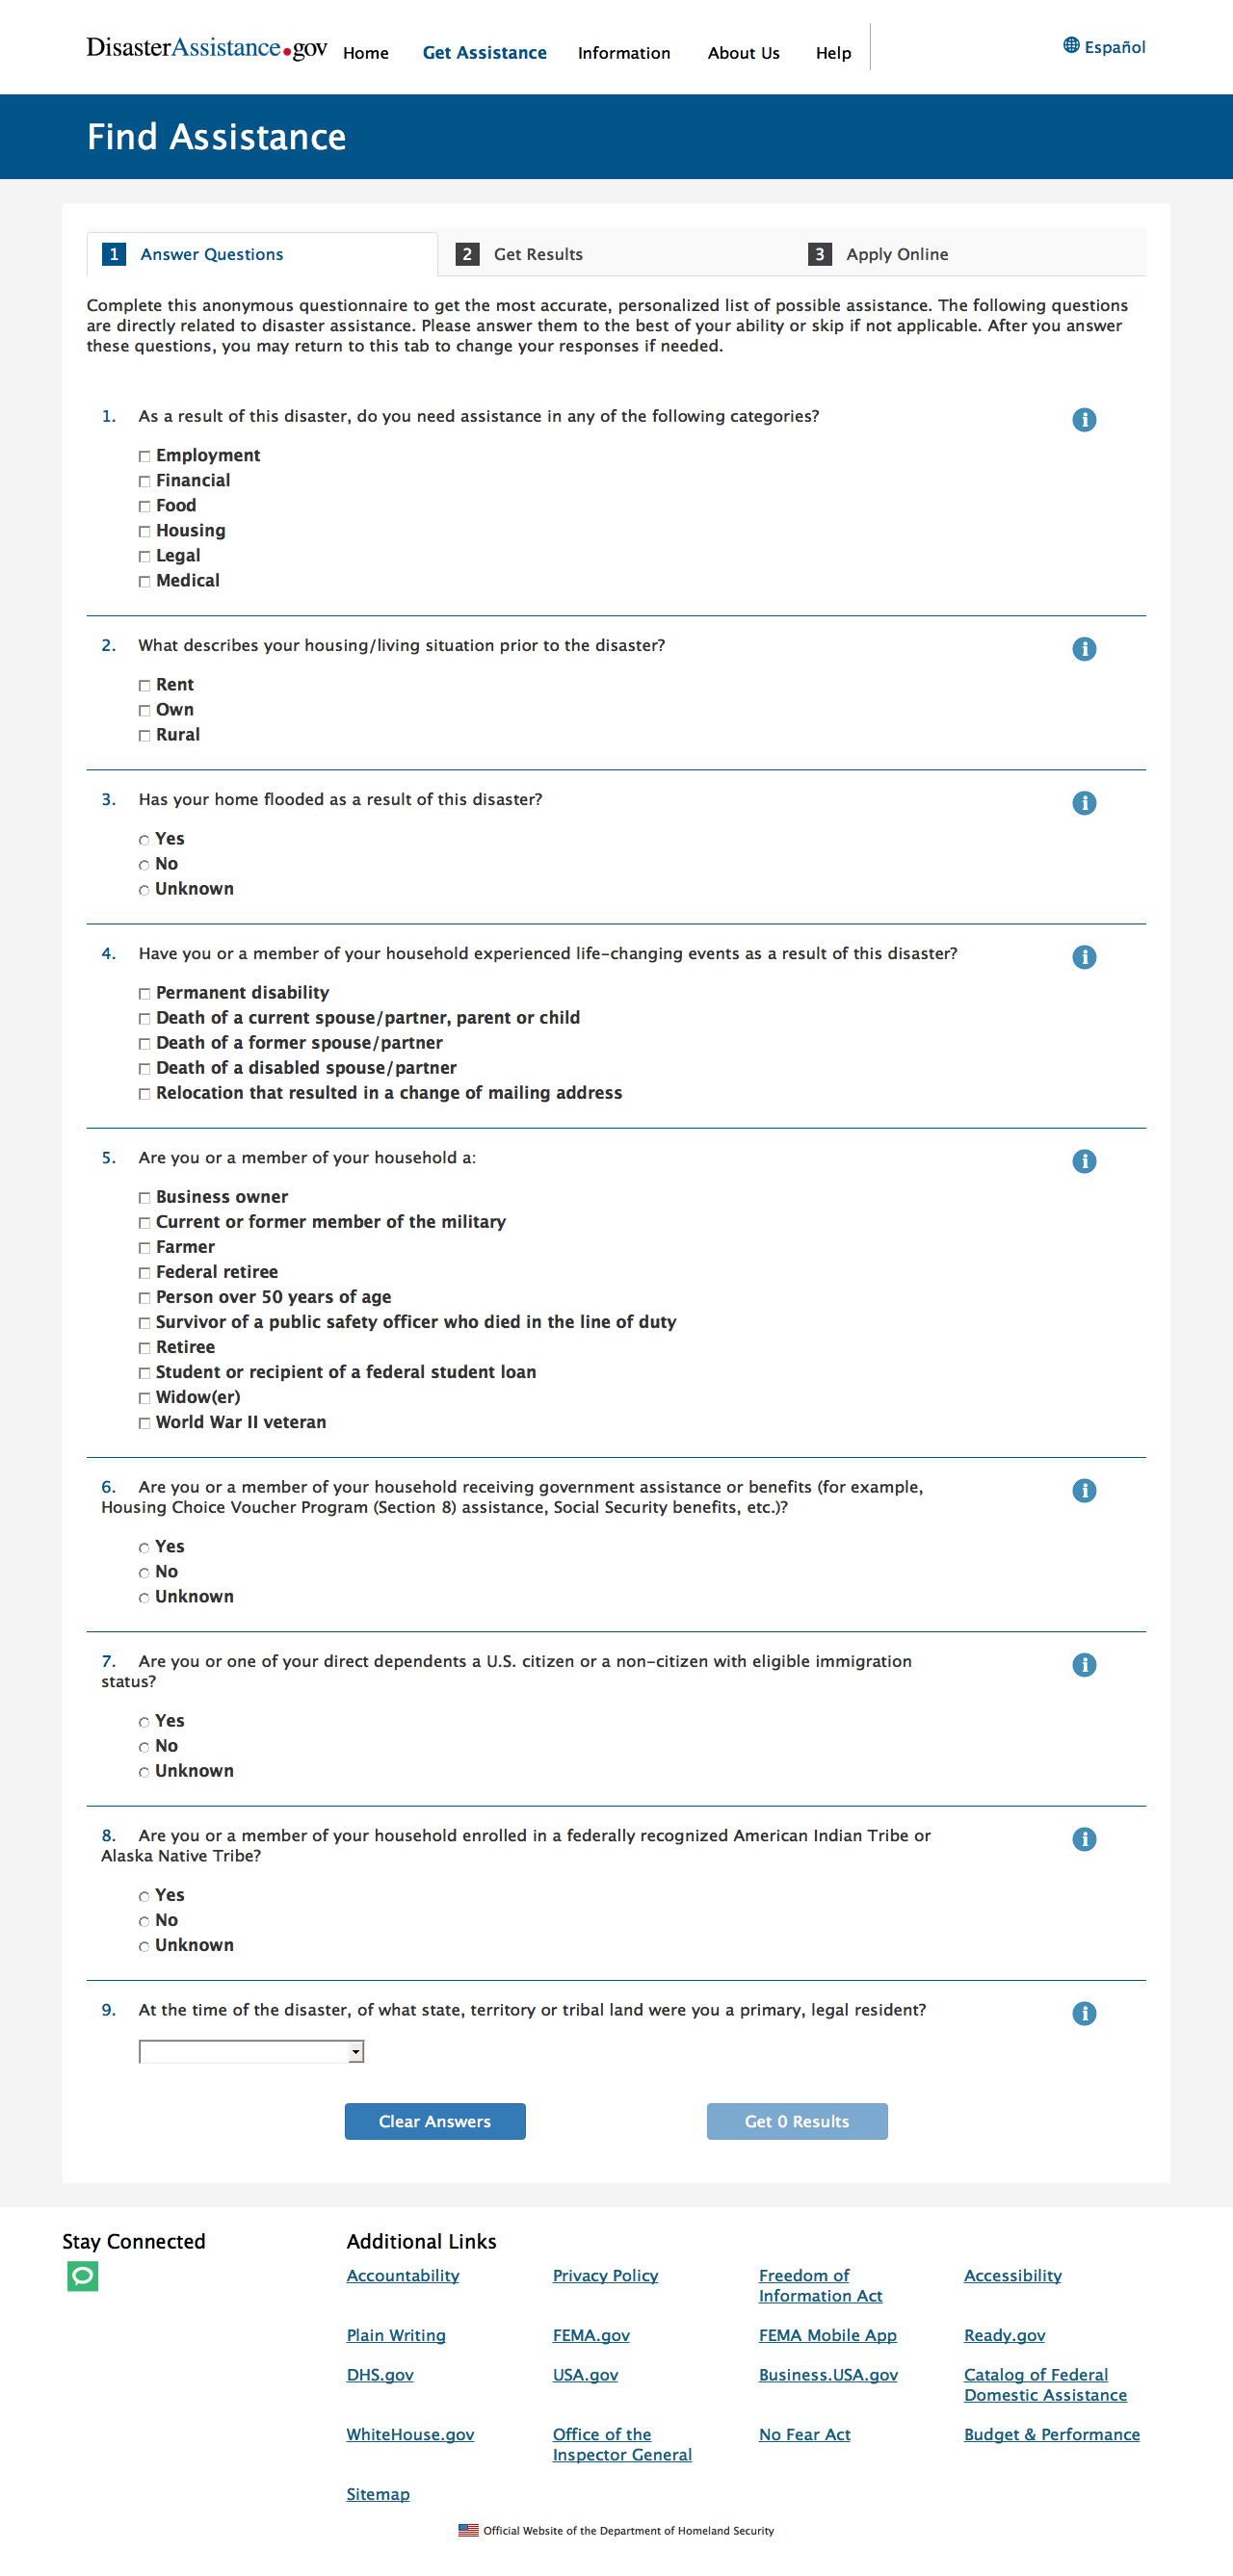 DisasterAssistance.gov Home Get Assistance Information About Us Help Español
Find Assistance
1 Answer Questions 2 Get Results 3 Apply Online
Complete this anonymous questionnaire to get the most accurate, personalized list of possible assistance. The following questions
are directly related to disaster assistance. Please answer them to the best of your ability or skip if not applicable. After you answer
these questions, you may return to this tab to change your responses if needed.
1. As a result of this disaster, do you need assistance in any of the following categories?
Employment
Financial
Food
Housing
Legal
Medical
2. What describes your housing/living situation prior to the disaster?
Rent
Own
Rural
3. Has your home flooded as a result of this disaster?
Yes
No
Unknown
4. Have you or a member of your household experienced life-changing events as a result of this disaster?
Permanent disability
Death of a current spouse/partner, parent or child
Death of a former spouse/partner
Death of a disabled spouse/partner
Relocation that resulted in a change of mailing address
5. Are you or a member of your household a:
Business owner
Current or former member of the military
Farmer
Federal retiree
Person over 50 years of age
Survivor of a public safety officer who died in the line of duty
Retiree
Student or recipient of a federal student loan
Widow(er)
World War II veteran
6. Are you or a member of your household receiving government assistance or benefits (for example,
Housing Choice Voucher Program (Section 8) assistance, Social Security benefits, etc.)?
Yes
No
Unknown
7. Are you or one of your direct dependents a U.S. citizen or a non-citizen with eligible immigration
status?
Yes
No
Unknown
8. Are you or a member of your household enrolled in a federally recognized American Indian Tribe or
Alaska Native Tribe?
Yes
No
Unknown
9. At the time of the disaster, of what state, territory or tribal land were you a primary, legal resident?
Clear Answers Get 0 Results
Stay Connected
Additional Links
Accountability Privacy Policy Freedom of Accessibility
Information Act
Plain Writing FEMA.gov FEMA Mobile App Ready.gov
DHS.gov USA.gov Business.USA.gov Catalog of Federal
Domestic Assistance
WhiteHouse.gov Office of the No Fear Act Budget & Performance
Inspector General
Sitemap
Official Website of the Department of Homeland Security